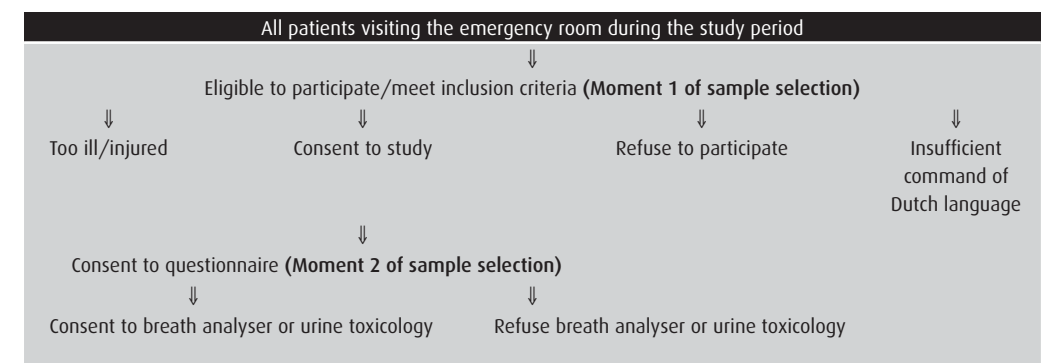 All patients visiting the emergency room during the study period
⇓
Eligible to participate/meet inclusion criteria (Moment 1 of sample selection)
⇓ ⇓ ⇓ ⇓
Too ill/injured Consent to study Refuse to participate Insufficient
command of
Dutch language
⇓
Consent to questionnaire (Moment 2 of sample selection)
⇓ ⇓
Consent to breath analyser or urine toxicology Refuse breath analyser or urine toxicology